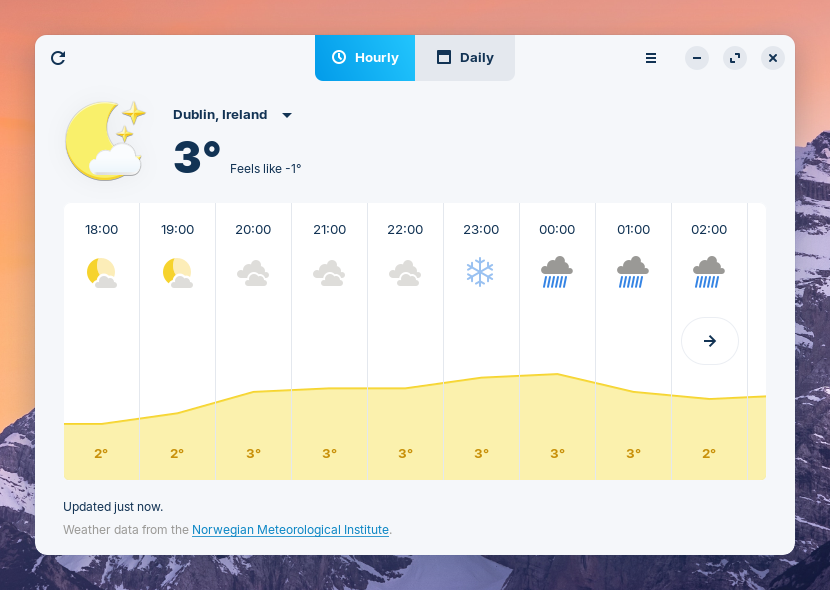 Hourly
Daily
Dublin, Ireland
3°
Feels like -1°
18:00 19:00 20:00 21:00 22:00 23:00 00:00 01:00 02:00
2° 2° 3° 3° 3° 3° 3° 3° 2°
Updated just now.
Weather data from the Norwegian Meteorological Institute.